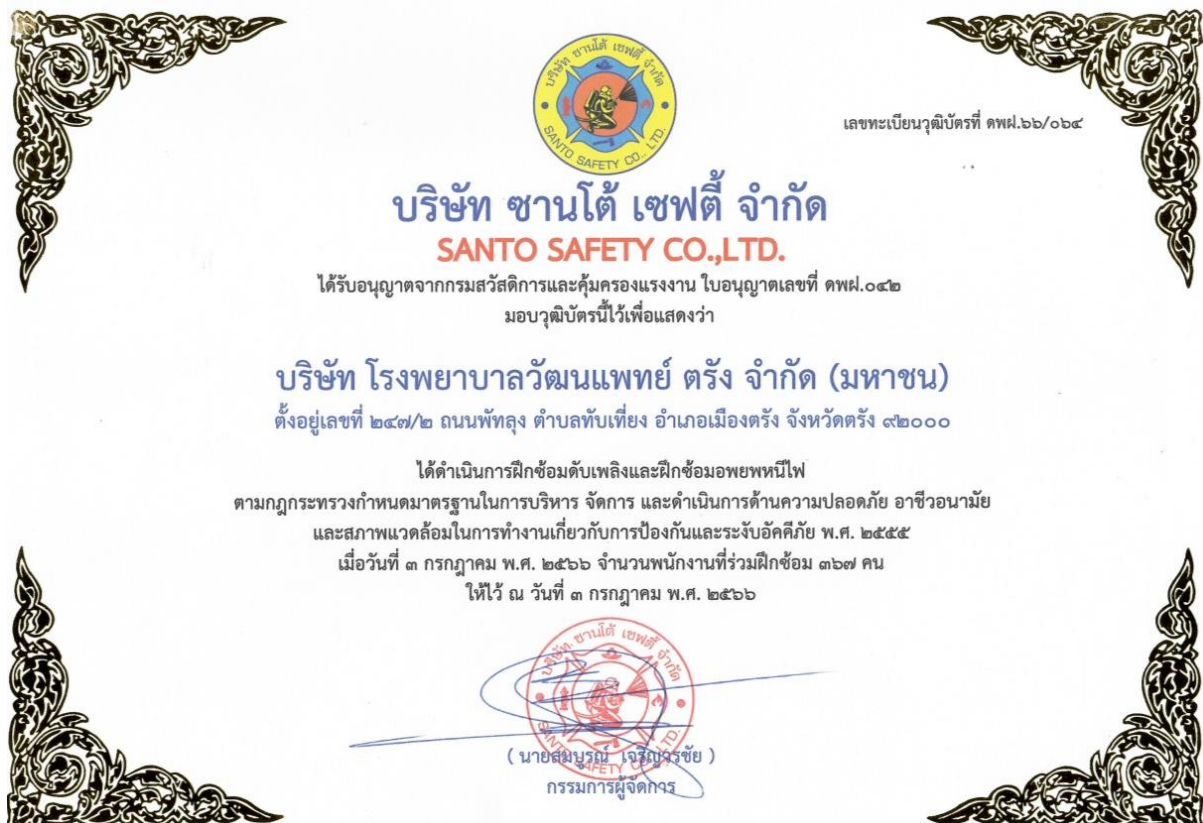 บริษัท ซานโต้ เซฟตี้ จำกัด
SANTO SAFETY CO., LTD.
เลขทะเบียนวุฒิบัตรที่ ดพฝ.๖๖/๐๖๔
บริษัท ซานโต้ เซฟตี้ จำกัด
SANTO SAFETY CO.,LTD.
ได้รับอนุญาตจากกรมสวัสดิการและคุ้มครองแรงงาน ใบอนุญาตเลขที่ ดพฝ.๐๔๒
มอบวุฒิบัตรนี้ไว้เพื่อแสดงว่า
บริษัท โรงพยาบาลวัฒนแพทย์ ตรัง จำกัด (มหาชน)
ตั้งอยู่เลขที่ ๒๔๗/๒ ถนนพัทลุง ตำบลทับเที่ยง อำเภอเมืองตรัง จังหวัดตรัง ๙๒๐๐๐
ได้ดำเนินการฝึกซ้อมดับเพลิงและฝึกซ้อมอพยพหนีไฟ
ตามกฎกระทรวงกำหนดมาตรฐานในการบริหาร จัดการ และดำเนินการด้านความปลอดภัย อาชีวอนามัย
และสภาพแวดล้อมในการทำงานเกี่ยวกับการป้องกันและระงับอัคคีภัย พ.ศ. ๒๕๕๕
เมื่อวันที่ ๓ กรกฎาคม พ.ศ. ๒๕๖๖ จำนวนพนักงานที่ร่วมฝึกซ้อม ๓๖๗ คน
ให้ไว้ ณ วันที่ ๓ กรกฎาคม พ.ศ. ๒๕๖๖
บริษัท ซานโต้ เซฟตี้ จำกัด
SANTO SAFETY CO., LTD.
( นายสมบูรณ์ เจริญวรชัย )
กรรมการผู้จัดการ